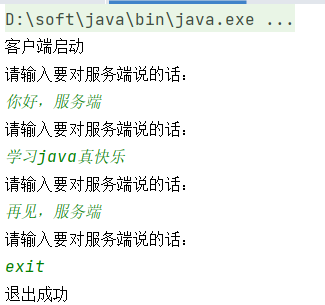 D:\soft\java\bin\java.exe ...
客户端启动
请输入要对服务端说的话:
你好，服务端
请输入要对服务端说的话:
学习java真快乐
请输入要对服务端说的话:
再见，服务端
请输入要对服务端说的话:
exit
退出成功